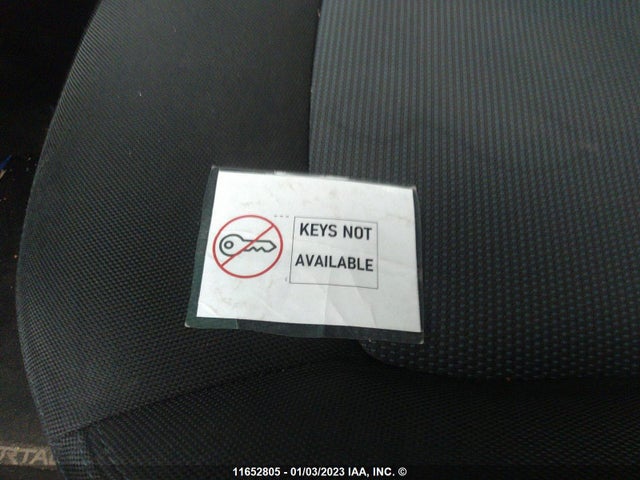 KEYS NOT
AVAILABLE
11652805 - 01/03/2023 IAA, INC. ©